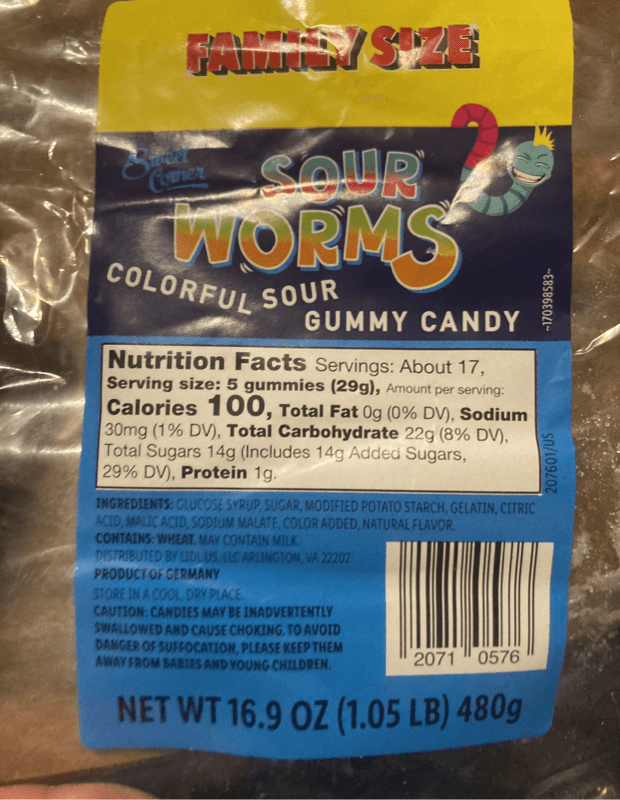 FAMILY SIZE
Sweet
Corner
SOUR
WORMS
COLORFUL SOUR
GUMMY CANDY
-170398583-
Nutrition Facts Servings: About 17,
Serving size: 5 gummies (29g), Amount per serving:
Calories 100, Total Fat 0g (0% DV), Sodium
30mg (1% DV), Total Carbohydrate 22g (8% DV),
Total Sugars 14g (Includes 14g Added Sugars,
29% DV), Protein 1g.
207601/US
INGREDIENTS: GLUCOSE SYRUP, SUGAR, MODIFIED POTATO STARCH, GELATIN, CITRIC
ACID, MALIC ACID, SODIUM MALATE, COLOR ADDED, NATURAL FLAVOR.
CONTAINS: WHEAT. MAY CONTAIN MILK.
DISTRIBUTED BY LIDL US, LLC ARLINGTON, VA 22202
PRODUCT OF GERMANY
STORE IN A COOL, DRY PLACE.
CAUTION: CANDIES MAY BE INADVERTENTLY
SWALLOWED AND CAUSE CHOKING. TO AVOID
DANGER OF SUFFOCATION, PLEASE KEEP THEM
AWAY FROM BABIES AND YOUNG CHILDREN.
2071 0576
NET WT 16.9 OZ (1.05 LB) 480g